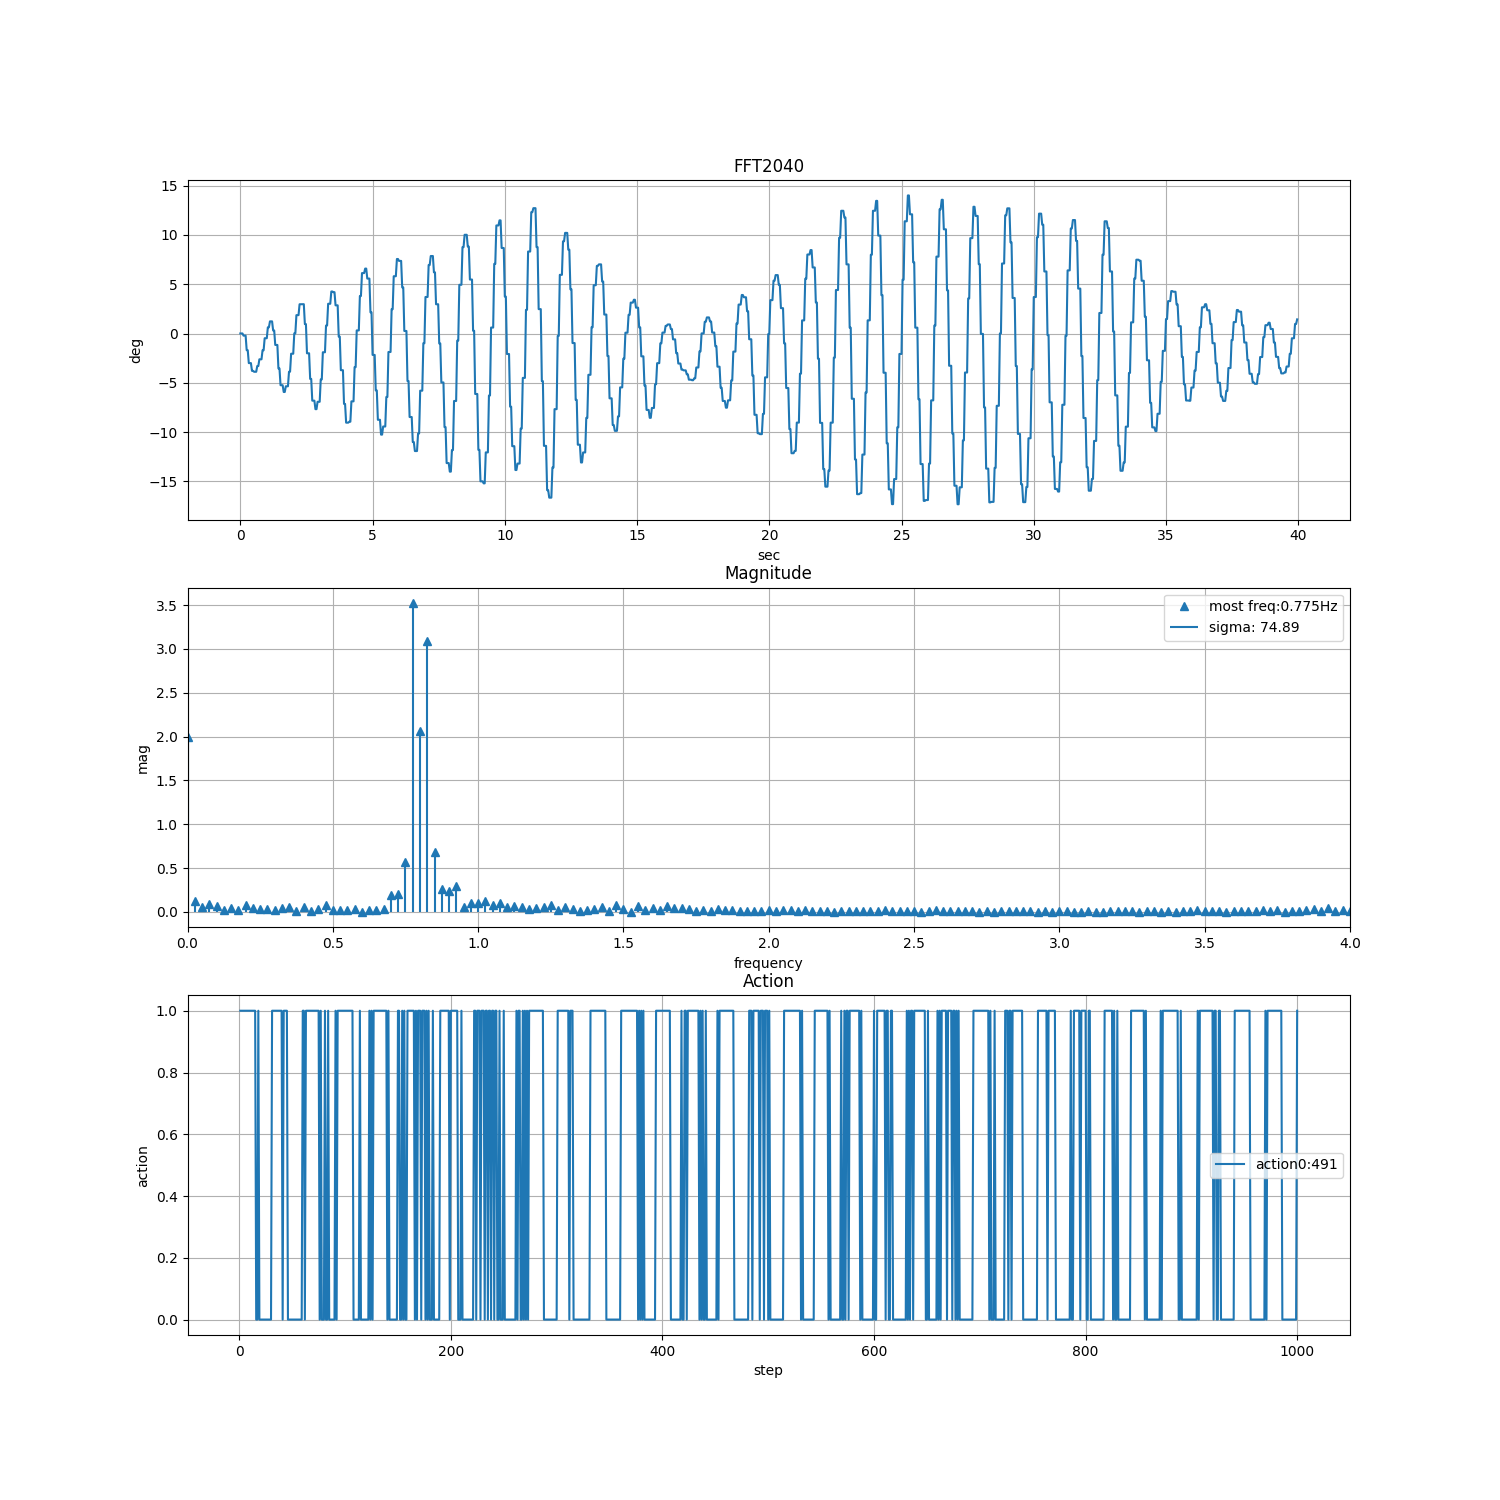 FFT2040
15
10
5
0
−5
−10
−15
deg
0 5 10 15 20 25 30 35 40
sec
Magnitude
3.5
3.0
2.5
2.0
1.5
1.0
0.5
0.0
mag
most freq:0.775Hz
sigma: 74.89
0.0 0.5 1.0 1.5 2.0 2.5 3.0 3.5 4.0
frequency
Action
1.0
0.8
0.6
0.4
0.2
0.0
action
action0:491
0 200 400 600 800 1000
step